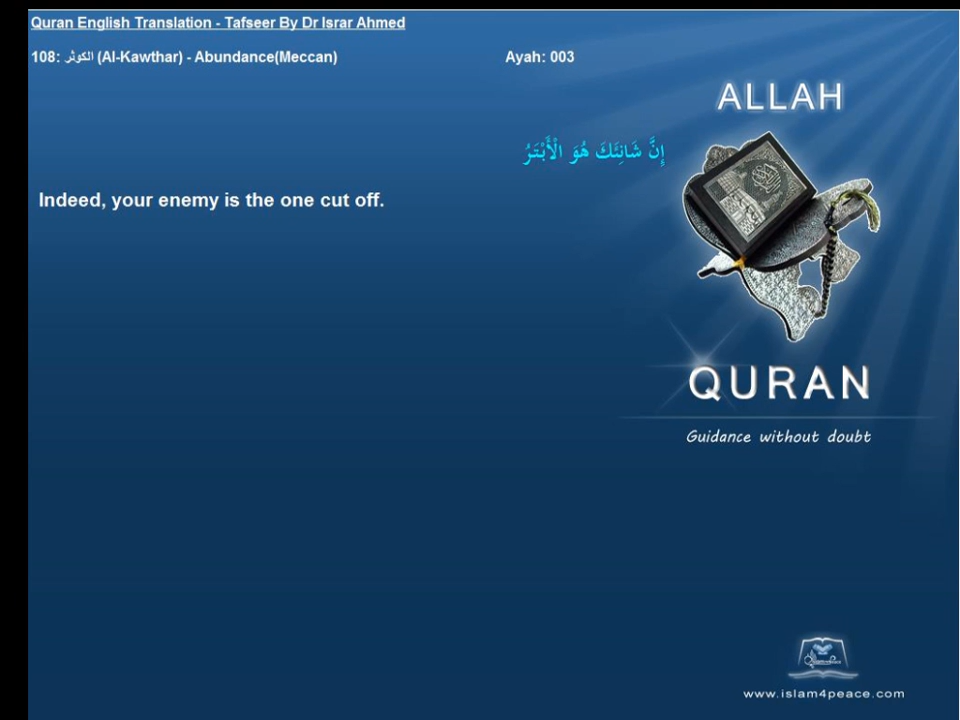 Quran English Translation - Tafseer By Dr Israr Ahmed
108: الكوثر (Al-Kawthar) - Abundance(Meccan) Ayah: 003
ALLAH
إِنَّ شَانِئَكَ هُوَ الْأَبْتَرُ
Indeed, your enemy is the one cut off.
QURAN
Guidance without doubt
www.islam4peace.com